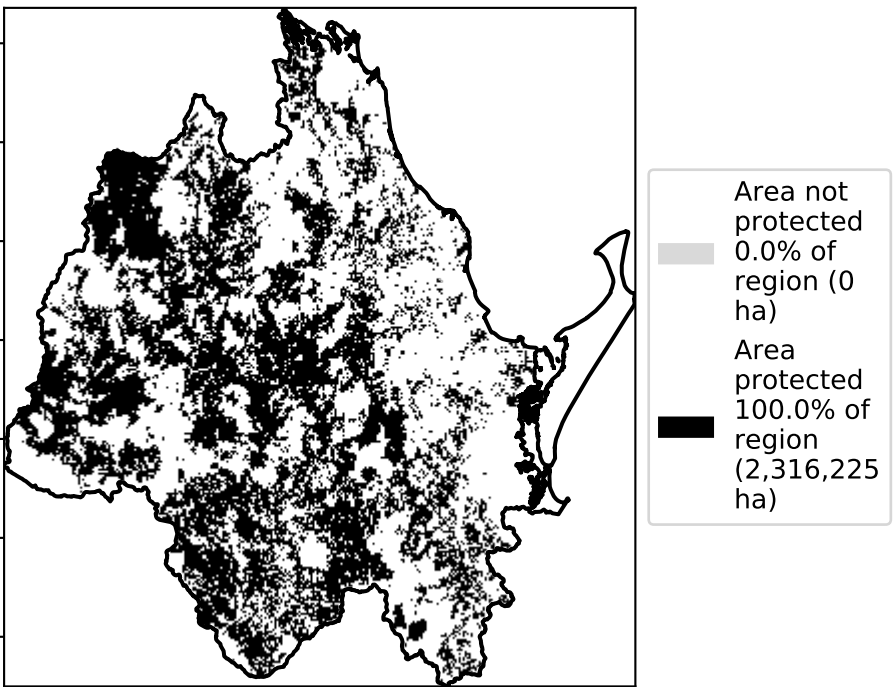 Area not
protected
0.0% of
region (0
ha)
Area
protected
100.0% of
region
(2,316,225
ha)